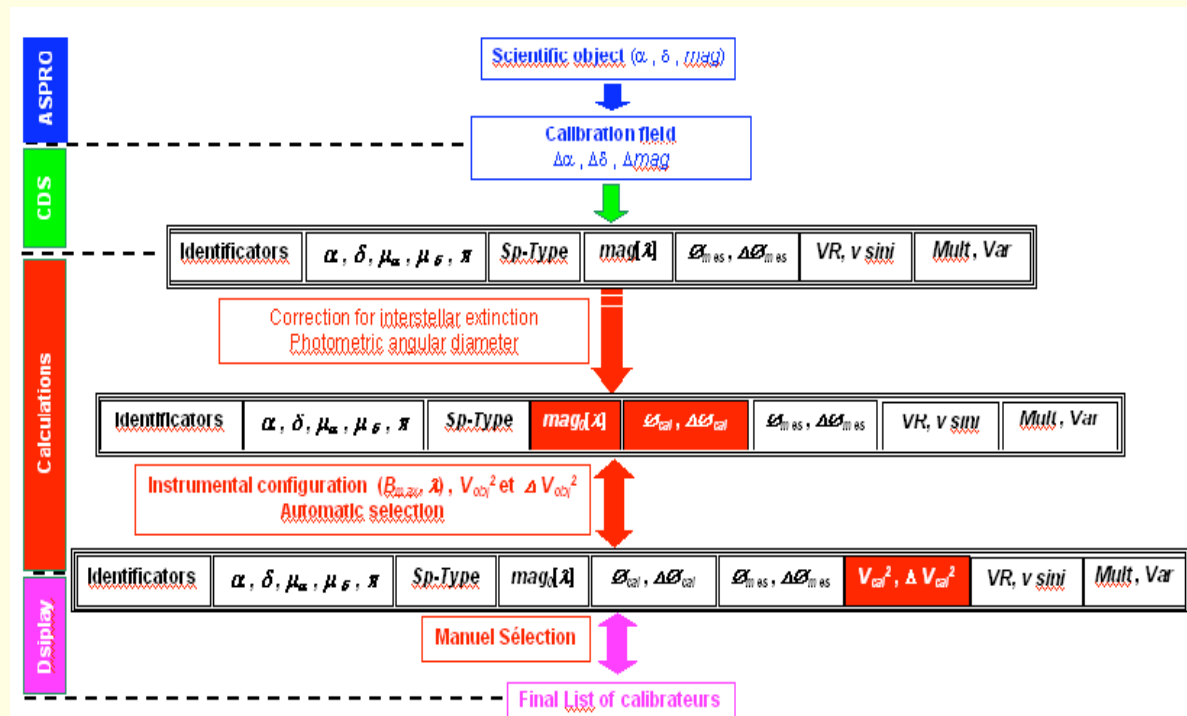 ASPRO
Scientific object (α , δ , mag)
Calibration field
Δα , Δδ , Δmag
CDS
Identificators α , δ, μα , μδ , π Sp-Type mag[λ] Ømes , ΔØmes VR, v sini Mult , Var
Correction for interstellar extinction
Photometric angular diameter
Calculations
Identificators α , δ, μα , μδ , π Sp-Type mag0[λ] Øcal , ΔØcal Ømes , ΔØmes VR, v sini Mult , Var
Instrumental configuration (Bmax, λ) , Vobj² et Δ Vobj²
Automatic selection
Identificators α , δ, μα , μδ , π Sp-Type mag0[λ] Øcal , ΔØcal Ømes , ΔØmes Vcal² , Δ Vcal² VR, v sini Mult , Var
Dsiplay
Manuel Sélection
Final List of calibrateurs